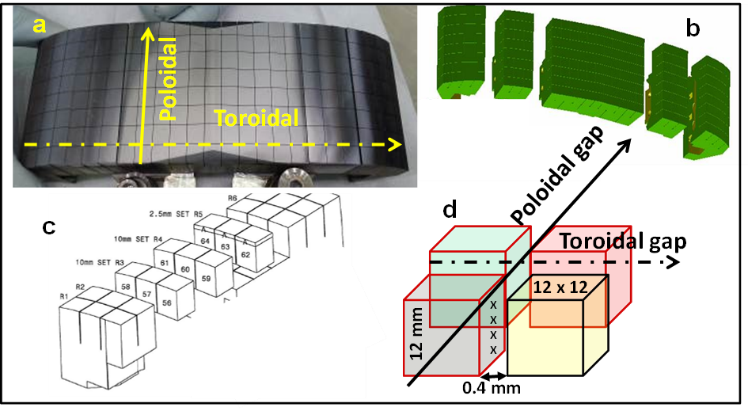 a
Poloidal
Toroidal
b
c
2.5mm SET R5
R6
10mm SET R4
10mm SET R3
R2
R1
64
63
62
61
60
59
58
57
56
d
Poloidal gap
Toroidal gap
12 x 12
12 mm
x
x
x
x
0.4 mm